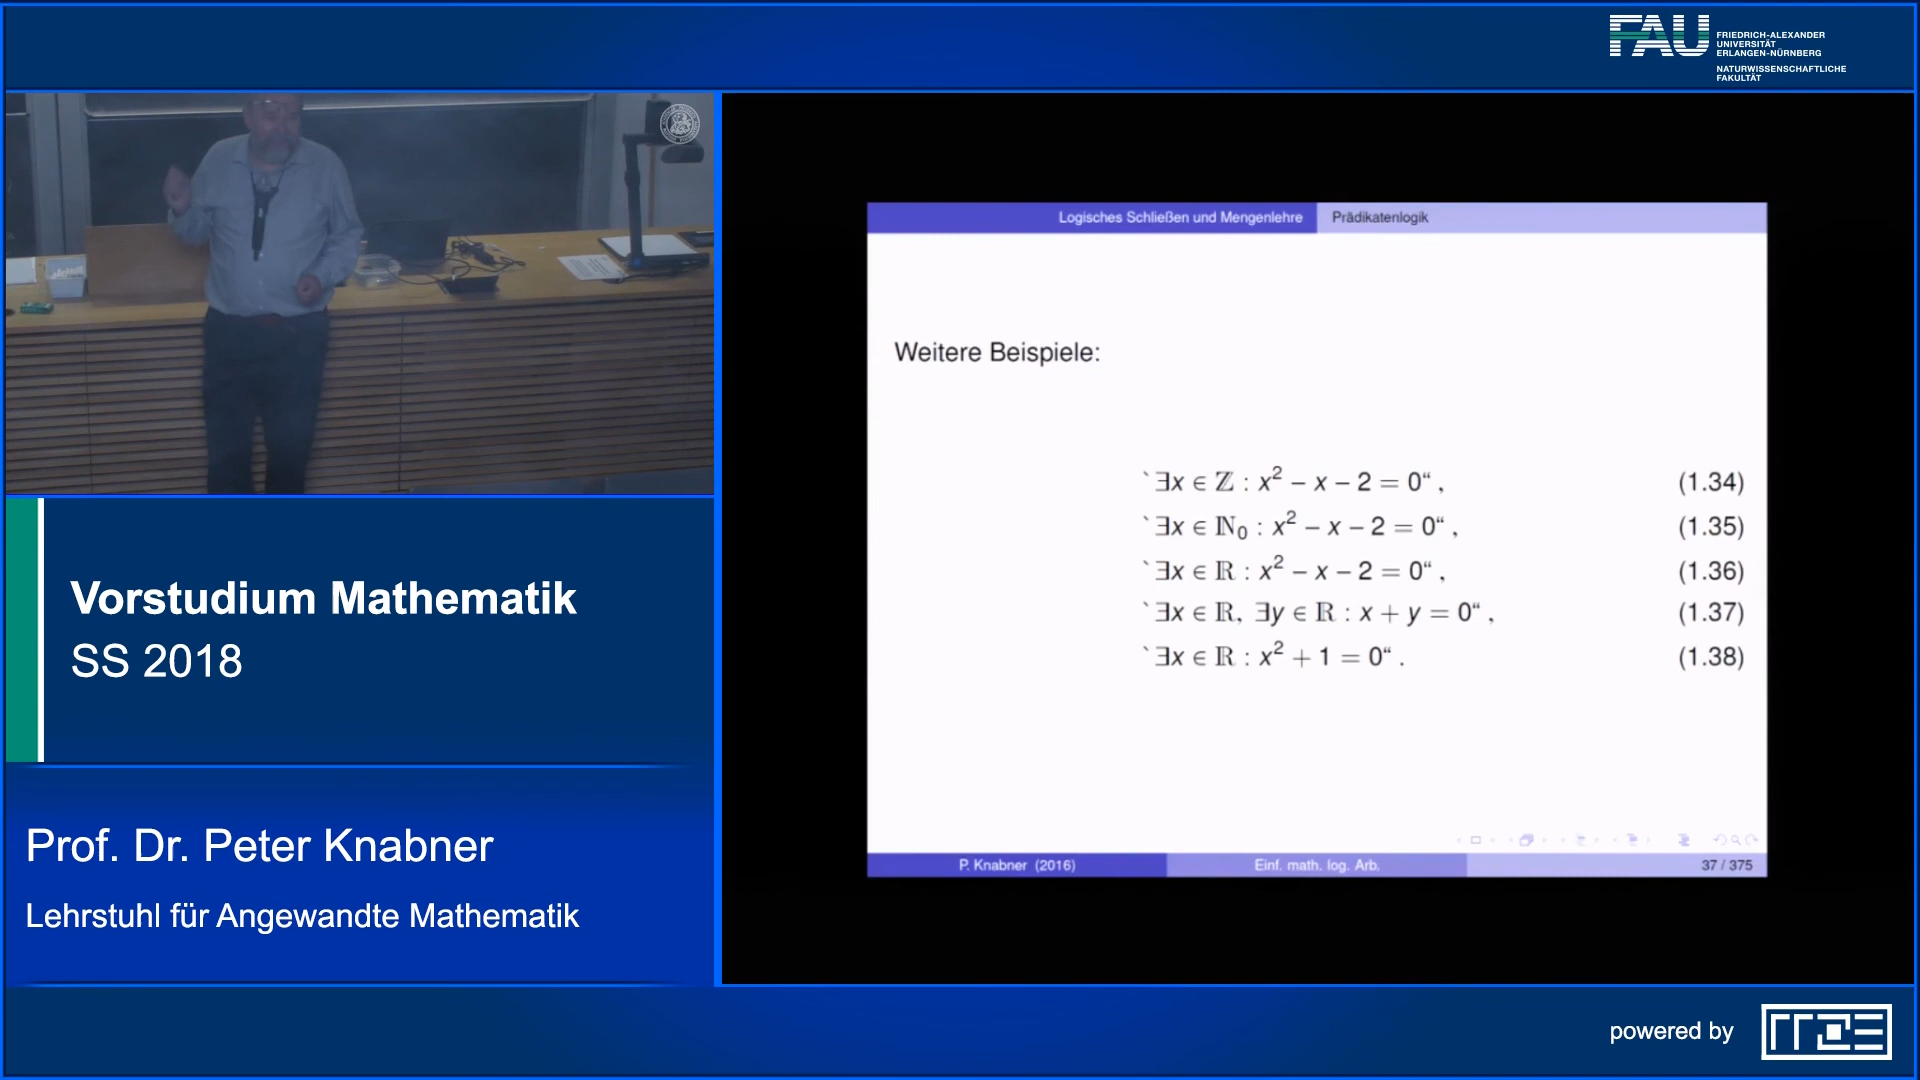 FAU
FRIEDRICH-ALEXANDER
UNIVERSITÄT
ERLANGEN-NÜRNBERG
NATURWISSENSCHAFTLICHE
FAKULTÄT
Logisches Schließen und Mengenlehre
Prädikatenlogik
Weitere Beispiele:
`∃x ∈ ℤ : x² − x − 2 = 0“ , (1.34)
`∃x ∈ ℕ₀ : x² − x − 2 = 0“ , (1.35)
`∃x ∈ ℝ : x² − x − 2 = 0“ , (1.36)
`∃x ∈ ℝ, ∃y ∈ ℝ : x + y = 0“ , (1.37)
`∃x ∈ ℝ : x² + 1 = 0“ . (1.38)
P. Knabner (2016)
Einf. math. log. Arb.
37 / 375
Vorstudium Mathematik
SS 2018
Prof. Dr. Peter Knabner
Lehrstuhl für Angewandte Mathematik
powered by
rrze